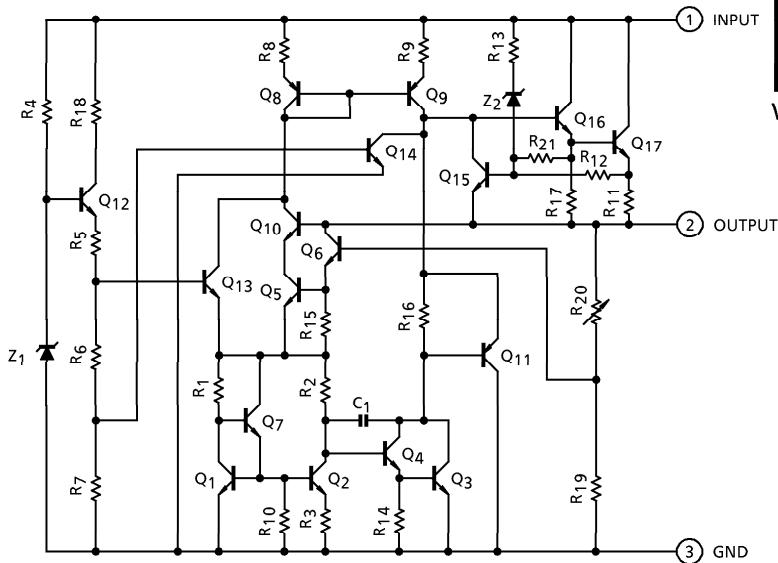 1 INPUT
R8
R9
R13
R4
R18
Q8
Q9
Z2
Q16
Q14
R21
Q17
R12
Q15
Q12
R17
R11
Q10
2 OUTPUT
R5
Q6
Q13
Q5
R20
R15
R16
Z1
R6
Q11
R1
R2
C1
Q7
Q4
R7
Q1
Q2
Q3
R19
R10
R3
R14
3 GND